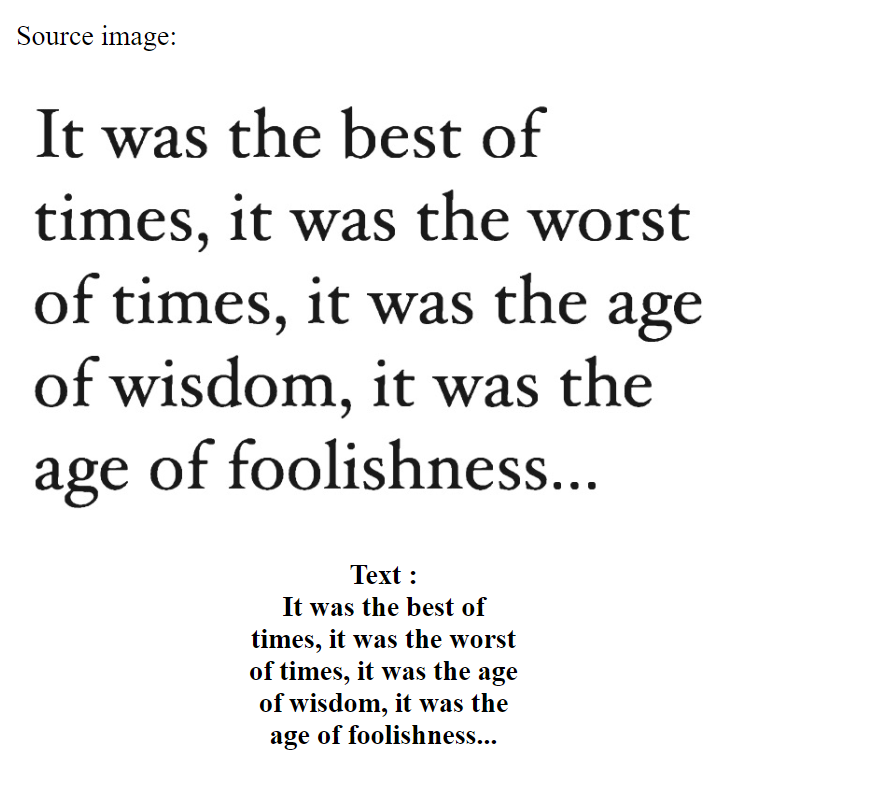 Source image:
It was the best of
times, it was the worst
of times, it was the age
of wisdom, it was the
age of foolishness...
Text :
It was the best of
times, it was the worst
of times, it was the age
of wisdom, it was the
age of foolishness...